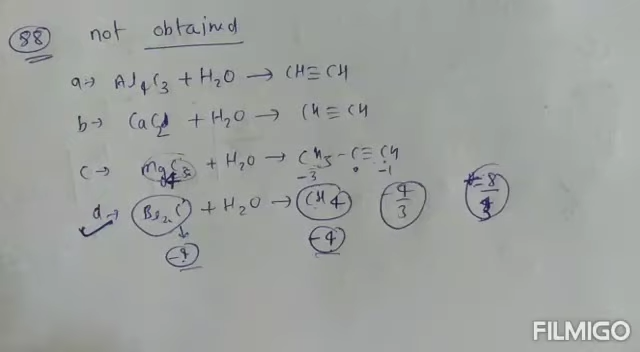 88 not obtained
a→ Al4C3 + H2O → CH≡CH
b→ CaC2 + H2O → CH≡CH
c→ Mg2C3 + H2O → CH3-C≡CH
-3 0 -1
d→ Be2C + H2O → CH4 -4/3 -8/3
-4 -4
FILMIGO